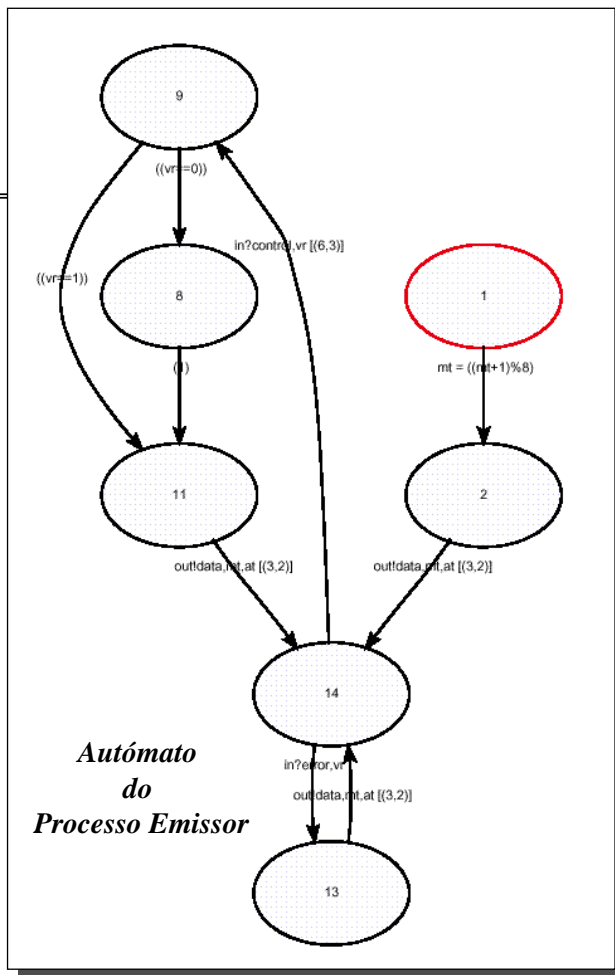 9
((vr==0))
in?control,vr [(6,3)]
((vr==1))
8
1
(1)
mt = ((mt+1)%8)
11
2
out!data,mt,at [(3,2)]
out!data,mt,at [(3,2)]
14
Autómato
do
Processo Emissor
in?error,vr
out!data,mt,at [(3,2)]
13